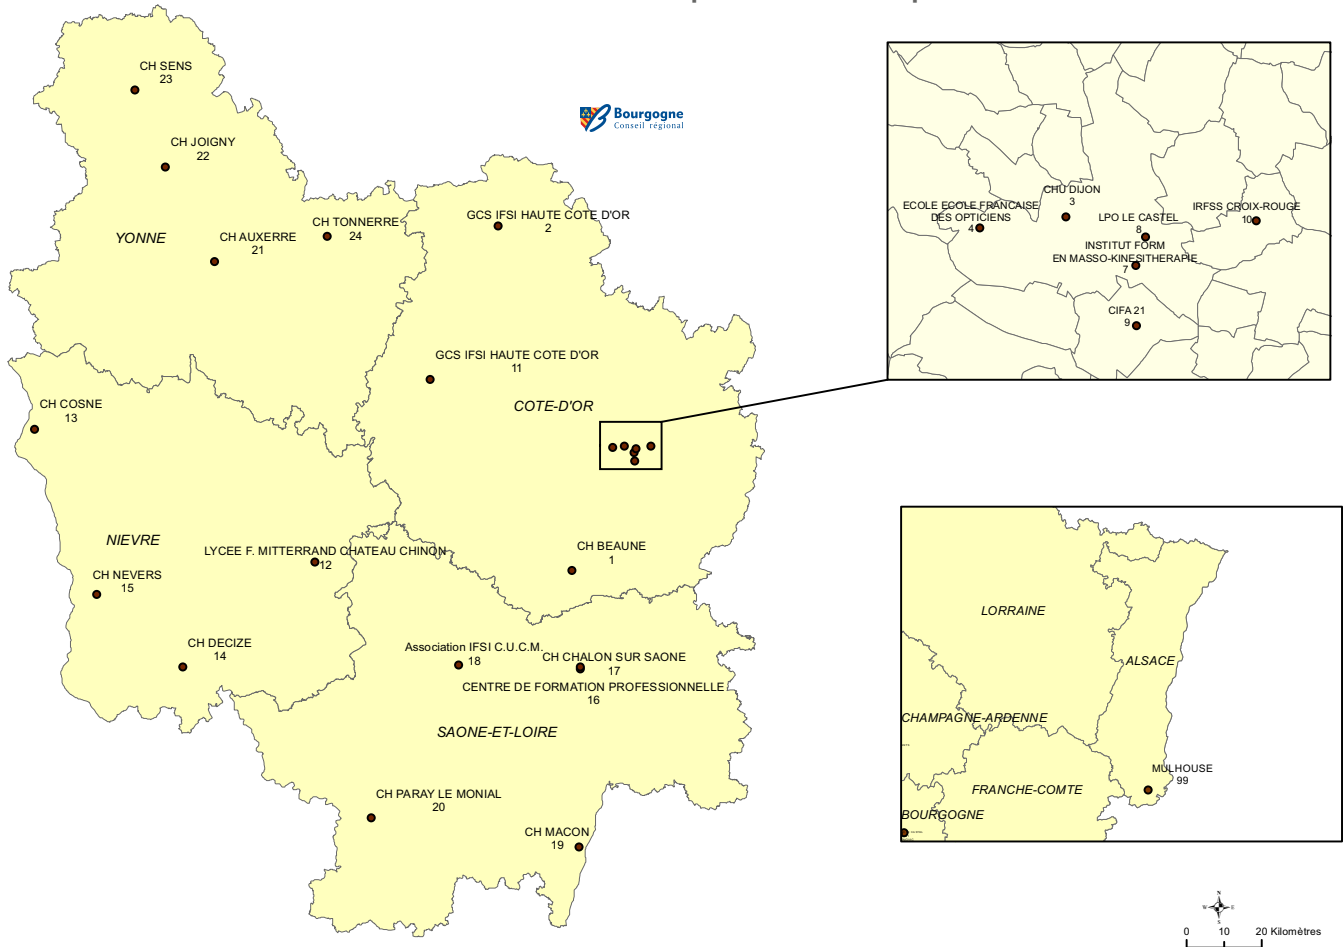 CH SENS
23
CH JOIGNY
22
YONNE
CH AUXERRE
21
CH TONNERRE
24
Bourgogne
Conseil régional
GCS IFSI HAUTE COTE D'OR
2
GCS IFSI HAUTE COTE D'OR
11
COTE-D'OR
CH COSNE
13
NIEVRE
LYCEE F. MITTERRAND CHATEAU CHINON
12
CH NEVERS
15
CH DECIZE
14
CH BEAUNE
1
Association IFSI C.U.C.M.
18
CH CHALON SUR SAONE
17
CENTRE DE FORMATION PROFESSIONNELLE
16
SAONE-ET-LOIRE
CH PARAY LE MONIAL
20
CH MACON
19
CHU DIJON
3
ECOLE ECOLE FRANCAISE
DES OPTICIENS
4
LPO LE CASTEL
8
IRFSS CROIX-ROUGE
10
INSTITUT FORM
EN MASSO-KINESITHERAPIE
7
CIFA 21
9
LORRAINE
ALSACE
CHAMPAGNE-ARDENNE
FRANCHE-COMTE
BOURGOGNE
MULHOUSE
99
N
W E
S
0 10 20 Kilomètres